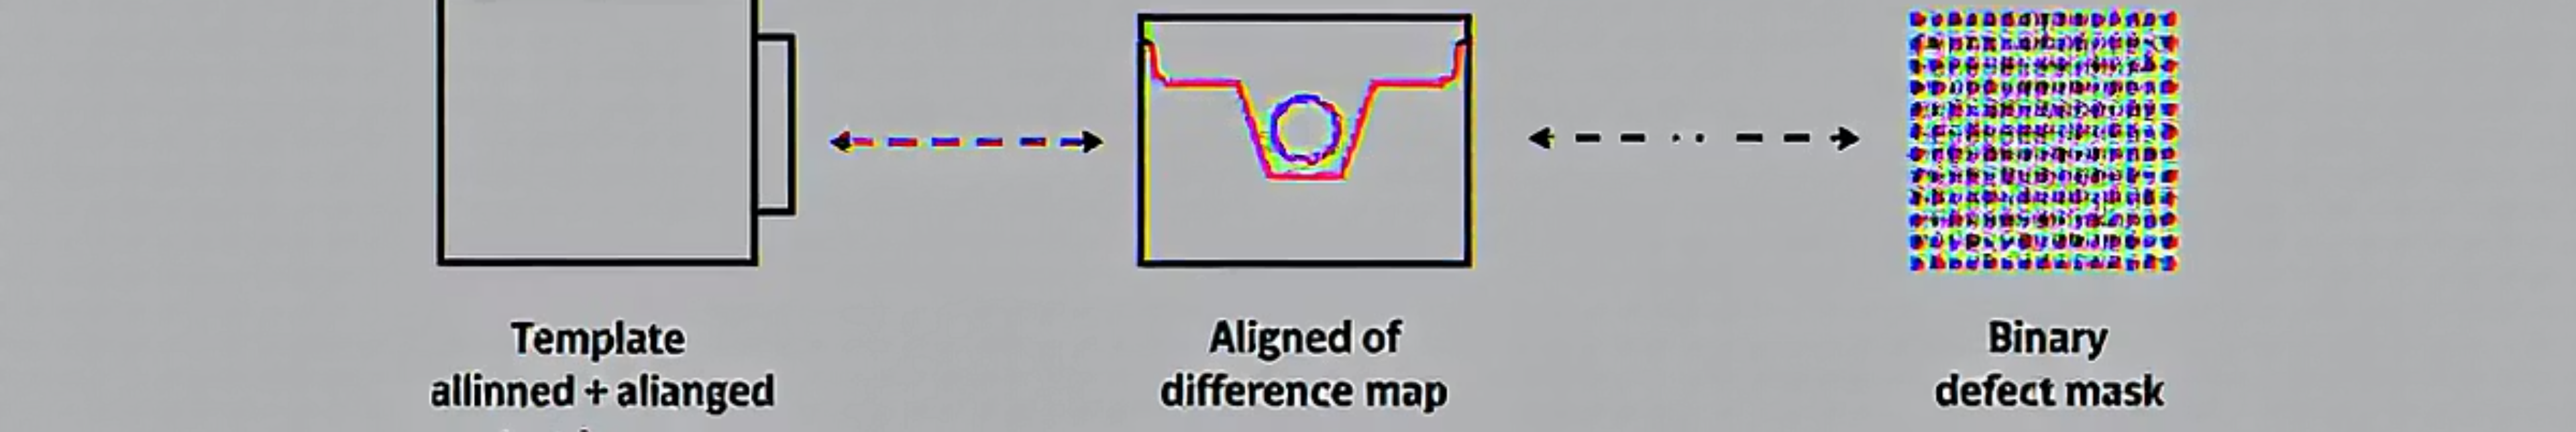 Template
allinned + alianged
Aligned of
difference map
Binary
defect mask